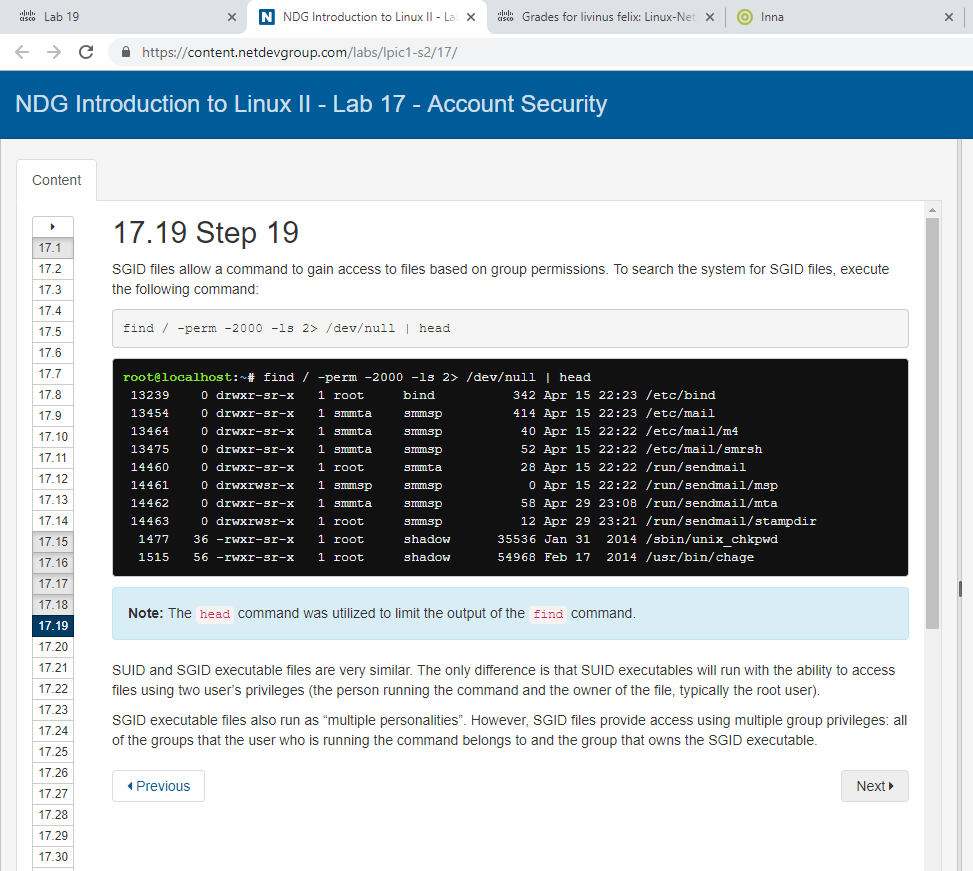 Lab 19
NDG Introduction to Linux II - La
Grades for livinus felix: Linux-Net
Inna
https://content.netdevgroup.com/labs/lpic1-s2/17/
NDG Introduction to Linux II - Lab 17 - Account Security
Content
17.1
17.2
17.3
17.4
17.5
17.6
17.7
17.8
17.9
17.10
17.11
17.12
17.13
17.14
17.15
17.16
17.17
17.18
17.19
17.20
17.21
17.22
17.23
17.24
17.25
17.26
17.27
17.28
17.29
17.30
17.19 Step 19
SGID files allow a command to gain access to files based on group permissions. To search the system for SGID files, execute
the following command:
find / -perm -2000 -ls 2> /dev/null | head
root@localhost:~# find / -perm -2000 -ls 2> /dev/null | head
13239 0 drwxr-sr-x 1 root bind 342 Apr 15 22:23 /etc/bind
13454 0 drwxr-sr-x 1 smmta smmsp 414 Apr 15 22:23 /etc/mail
13464 0 drwxr-sr-x 1 smmta smmsp 40 Apr 15 22:22 /etc/mail/m4
13475 0 drwxr-sr-x 1 smmta smmsp 52 Apr 15 22:22 /etc/mail/smrsh
14460 0 drwxr-sr-x 1 root smmta 28 Apr 15 22:22 /run/sendmail
14461 0 drwxrwsr-x 1 smmsp smmsp 0 Apr 15 22:22 /run/sendmail/msp
14462 0 drwxr-sr-x 1 smmta smmsp 58 Apr 29 23:08 /run/sendmail/mta
14463 0 drwxrwsr-x 1 root smmsp 12 Apr 29 23:21 /run/sendmail/stampdir
1477 36 -rwxr-sr-x 1 root shadow 35536 Jan 31 2014 /sbin/unix_chkpwd
1515 56 -rwxr-sr-x 1 root shadow 54968 Feb 17 2014 /usr/bin/chage
Note: The head command was utilized to limit the output of the find command.
SUID and SGID executable files are very similar. The only difference is that SUID executables will run with the ability to access
files using two user’s privileges (the person running the command and the owner of the file, typically the root user).
SGID executable files also run as “multiple personalities”. However, SGID files provide access using multiple group privileges: all
of the groups that the user who is running the command belongs to and the group that owns the SGID executable.
Previous
Next